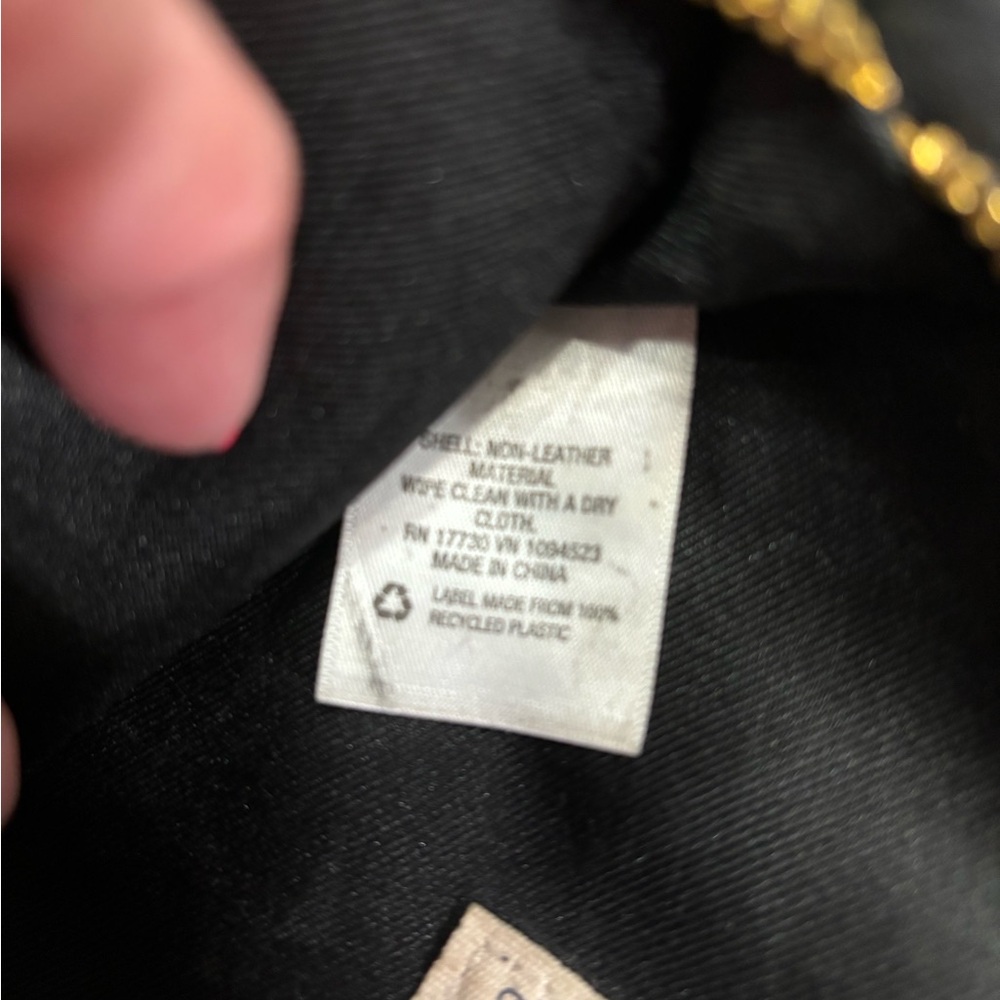 SHELL: NON-LEATHER
MATERIAL
WIPE CLEAN WITH A DRY
CLOTH.
RN 17730 VN 1094523
MADE IN CHINA
LABEL MADE FROM 100%
RECYCLED PLASTIC